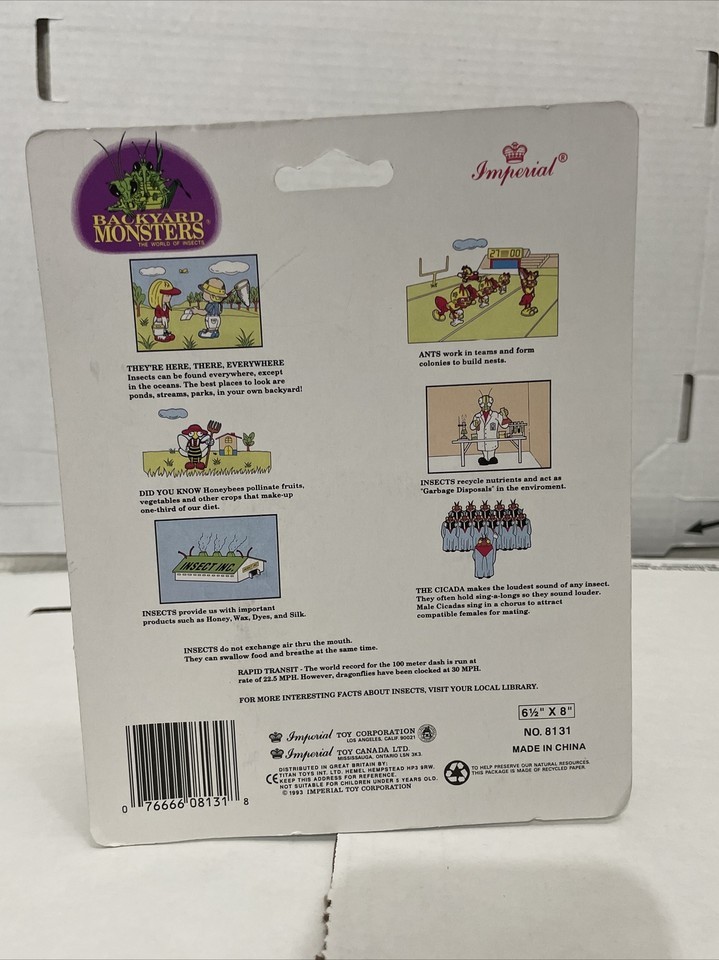 BACKYARD
MONSTERS®
THE WORLD OF INSECTS
Imperial®
THEY'RE HERE, THERE, EVERYWHERE
Insects can be found everywhere, except
in the oceans. The best places to look are
ponds, streams, parks, in your own backyard!
27 00
ANTS work in teams and form
colonies to build nests.
DID YOU KNOW Honeybees pollinate fruits,
vegetables and other crops that make-up
one-third of our diet.
INSECTS recycle nutrients and act as
"Garbage Disposals" in the enviroment.
INSECT INC.
INSECTS provide us with important
products such as Honey, Wax, Dyes, and Silk.
THE CICADA makes the loudest sound of any insect.
They often hold sing-a-longs so they sound louder.
Male Cicadas sing in a chorus to attract
compatible females for mating.
INSECTS do not exchange air thru the mouth.
They can swallow food and breathe at the same time.
RAPID TRANSIT - The world record for the 100 meter dash is run at
rate of 22.5 MPH. However, dragonflies have been clocked at 30 MPH.
FOR MORE INTERESTING FACTS ABOUT INSECTS, VISIT YOUR LOCAL LIBRARY.
6½" X 8"
NO. 8131
MADE IN CHINA
Imperial TOY CORPORATION
LOS ANGELES, CALIF. 90021
Imperial TOY CANADA LTD.
MISSISSAUGA, ONTARIO L5N 3K3.
DISTRIBUTED IN GREAT BRITAIN BY:
TITAN TOYS INT. LTD. HEMEL HEMPSTEAD HP3 9RW.
CE KEEP THIS ADDRESS FOR REFERENCE.
NOT SUITABLE FOR CHILDREN UNDER 5 YEARS OLD.
© 1993 IMPERIAL TOY CORPORATION
TO HELP PRESERVE OUR NATURAL RESOURCES
THIS PACKAGE IS MADE OF RECYCLED PAPER.
0 76666 08131 8